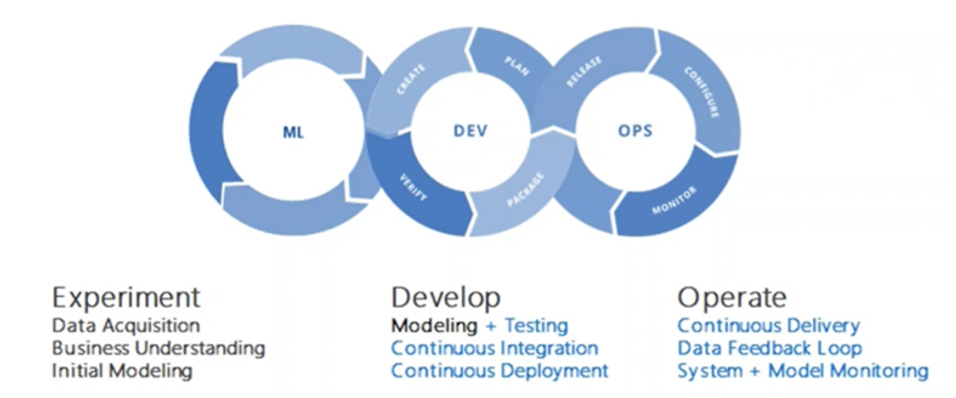 ML
DEV
OPS
CREATE
PLAN
VERIFY
PACKAGE
RELEASE
CONFIGURE
MONITOR
Experiment
Data Acquisition
Business Understanding
Initial Modeling
Develop
Modeling + Testing
Continuous Integration
Continuous Deployment
Operate
Continuous Delivery
Data Feedback Loop
System + Model Monitoring